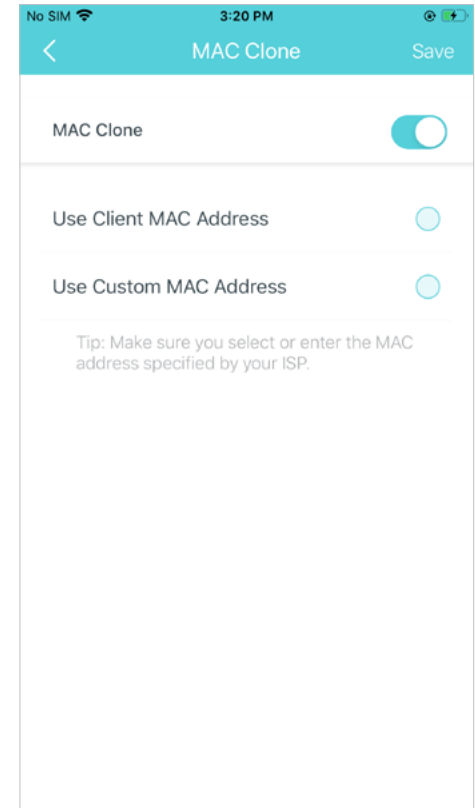 No SIM 3:20 PM
MAC Clone Save
MAC Clone
Use Client MAC Address
Use Custom MAC Address
Tip: Make sure you select or enter the MAC
address specified by your ISP.